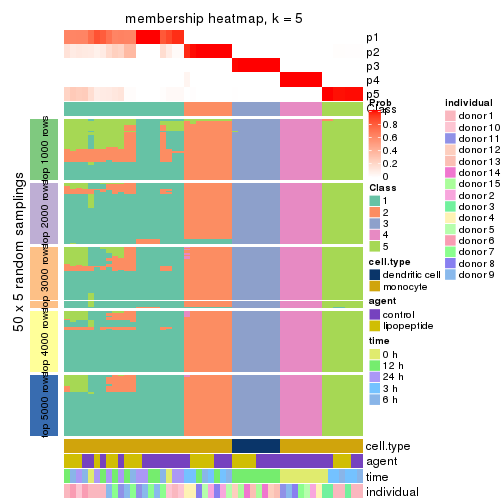 membership heatmap, k = 5
p1
p2
p3
p4
p5
Class
50 x 5 random samplings
top 1000 rows
top 2000 rows
top 3000 rows
top 4000 rows
top 5000 rows
cell.type
agent
time
individual
Prob
1
0.8
0.6
0.4
0.2
0
Class
1
2
3
4
5
cell.type
dendritic cell
monocyte
agent
control
lipopeptide
time
0 h
12 h
24 h
3 h
6 h
individual
donor 1
donor 10
donor 11
donor 12
donor 13
donor 14
donor 15
donor 2
donor 3
donor 4
donor 5
donor 6
donor 7
donor 8
donor 9